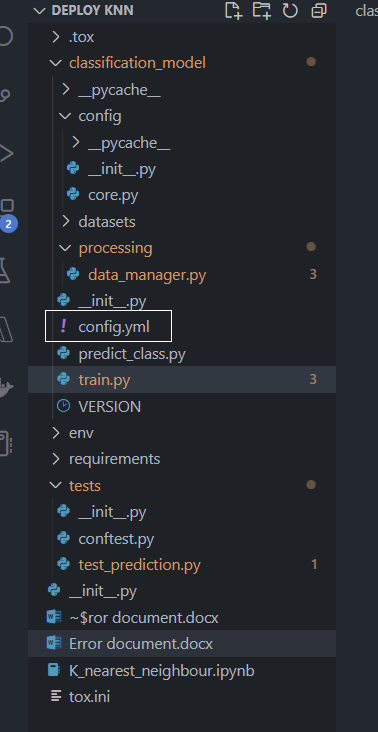 DEPLOY KNN
clas
.tox
classification_model
__pycache__
config
__pycache__
__init__.py
core.py
datasets
processing
data_manager.py 3
__init__.py
! config.yml
predict_class.py
train.py 3
VERSION
env
requirements
tests
__init__.py
conftest.py
test_prediction.py 1
__init__.py
~$ror document.docx
Error document.docx
K_nearest_neighbour.ipynb
tox.ini
2